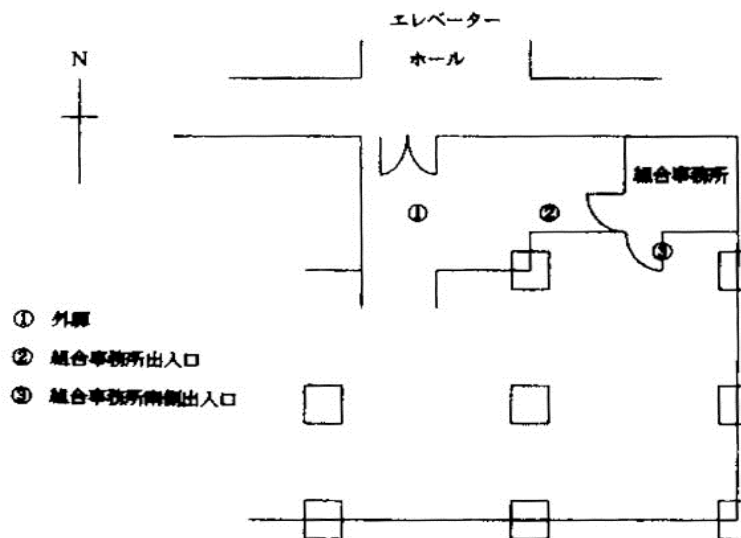 エレベーター
ホール
N
組合事務所
①
②
③
① 外扉
② 組合事務所出入口
③ 組合事務所南側出入口